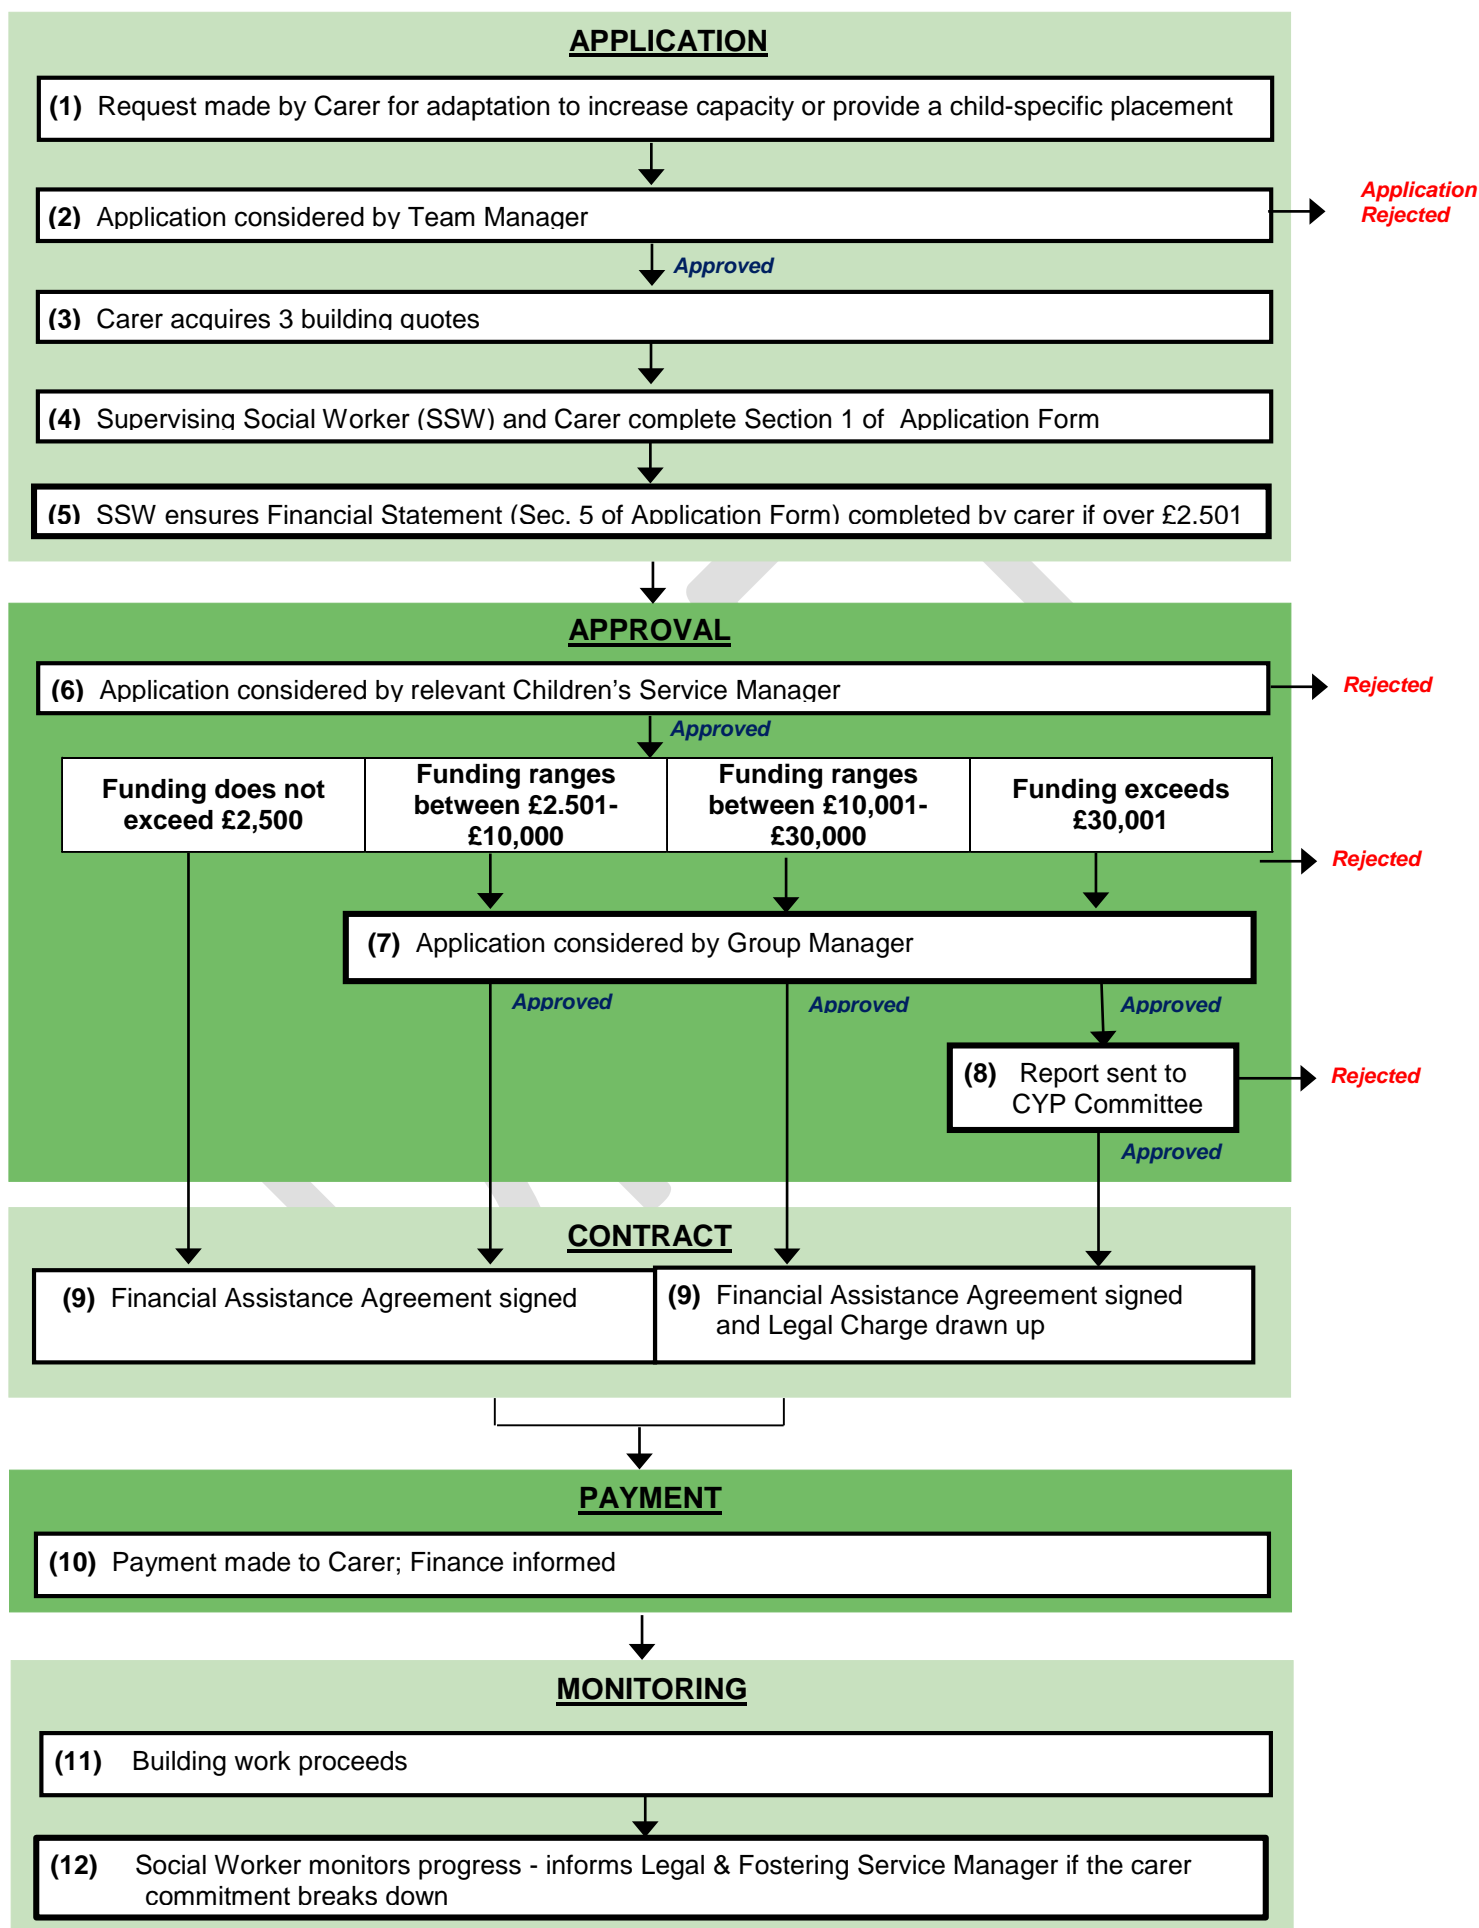 APPLICATION
(1) Request made by Carer for adaptation to increase capacity or provide a child-specific placement
(2) Application considered by Team Manager
Application
Rejected
Approved
(3) Carer acquires 3 building quotes
(4) Supervising Social Worker (SSW) and Carer complete Section 1 of Application Form
(5) SSW ensures Financial Statement (Sec. 5 of Application Form) completed by carer if over £2.501
APPROVAL
(6) Application considered by relevant Children's Service Manager
Rejected
Approved
Funding does not
exceed £2,500
Funding ranges
between £2.501-
£10,000
Funding ranges
between £10,001-
£30,000
Funding exceeds
£30,001
Rejected
(7) Application considered by Group Manager
Approved
Approved
Approved
(8) Report sent to
CYP Committee
Rejected
Approved
CONTRACT
(9) Financial Assistance Agreement signed
(9) Financial Assistance Agreement signed
and Legal Charge drawn up
PAYMENT
(10) Payment made to Carer; Finance informed
MONITORING
(11) Building work proceeds
(12) Social Worker monitors progress - informs Legal & Fostering Service Manager if the carer
commitment breaks down